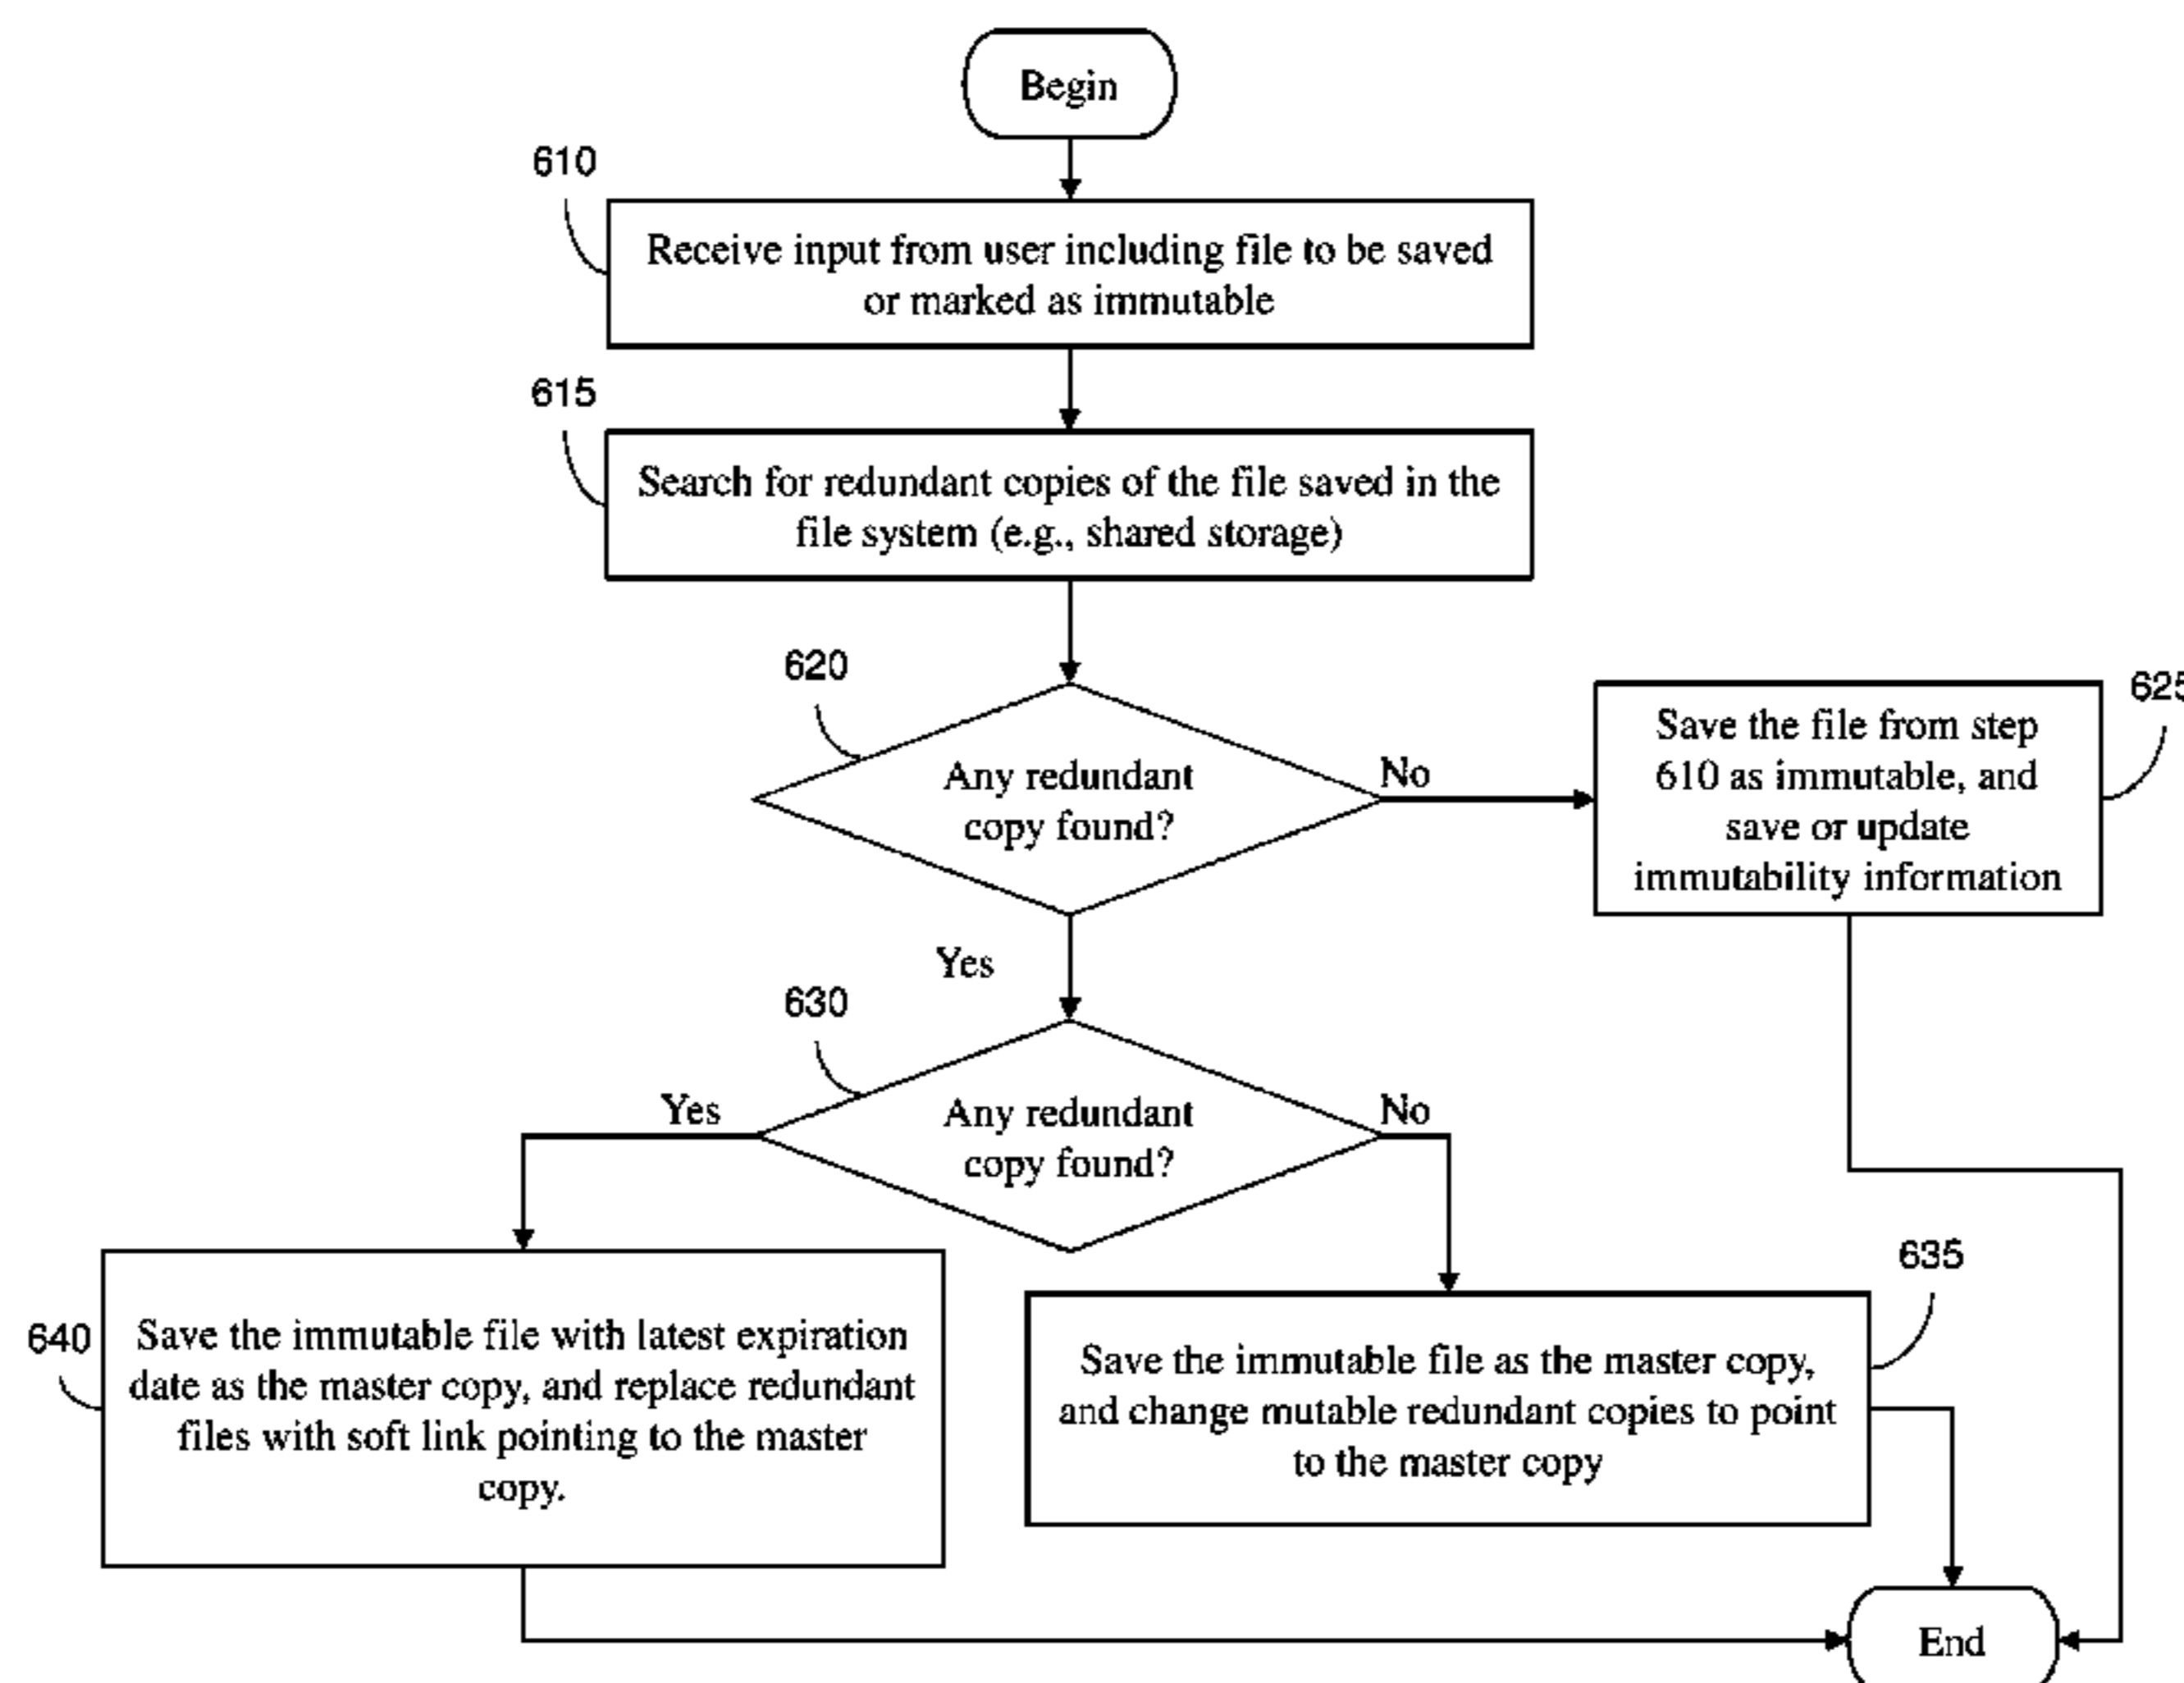 Begin
610
Receive input from user including file to be saved
or marked as immutable
615
Search for redundant copies of the file saved in the
file system (e.g., shared storage)
620
Any redundant
copy found?
No
625
Save the file from step
610 as immutable, and
save or update
immutability information
Yes
630
Any redundant
copy found?
Yes
No
640
Save the immutable file with latest expiration
date as the master copy, and replace redundant
files with soft link pointing to the master
copy.
635
Save the immutable file as the master copy,
and change mutable redundant copies to point
to the master copy
End